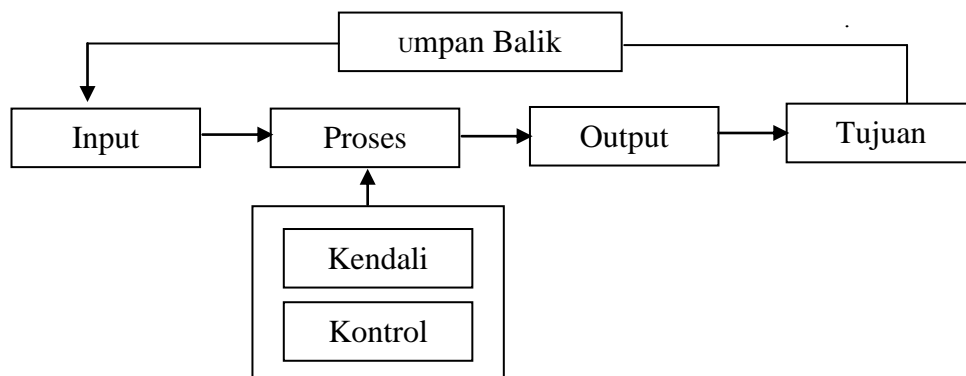 Umpan Balik
Input
Proses
Output
Tujuan
Kendali
Kontrol